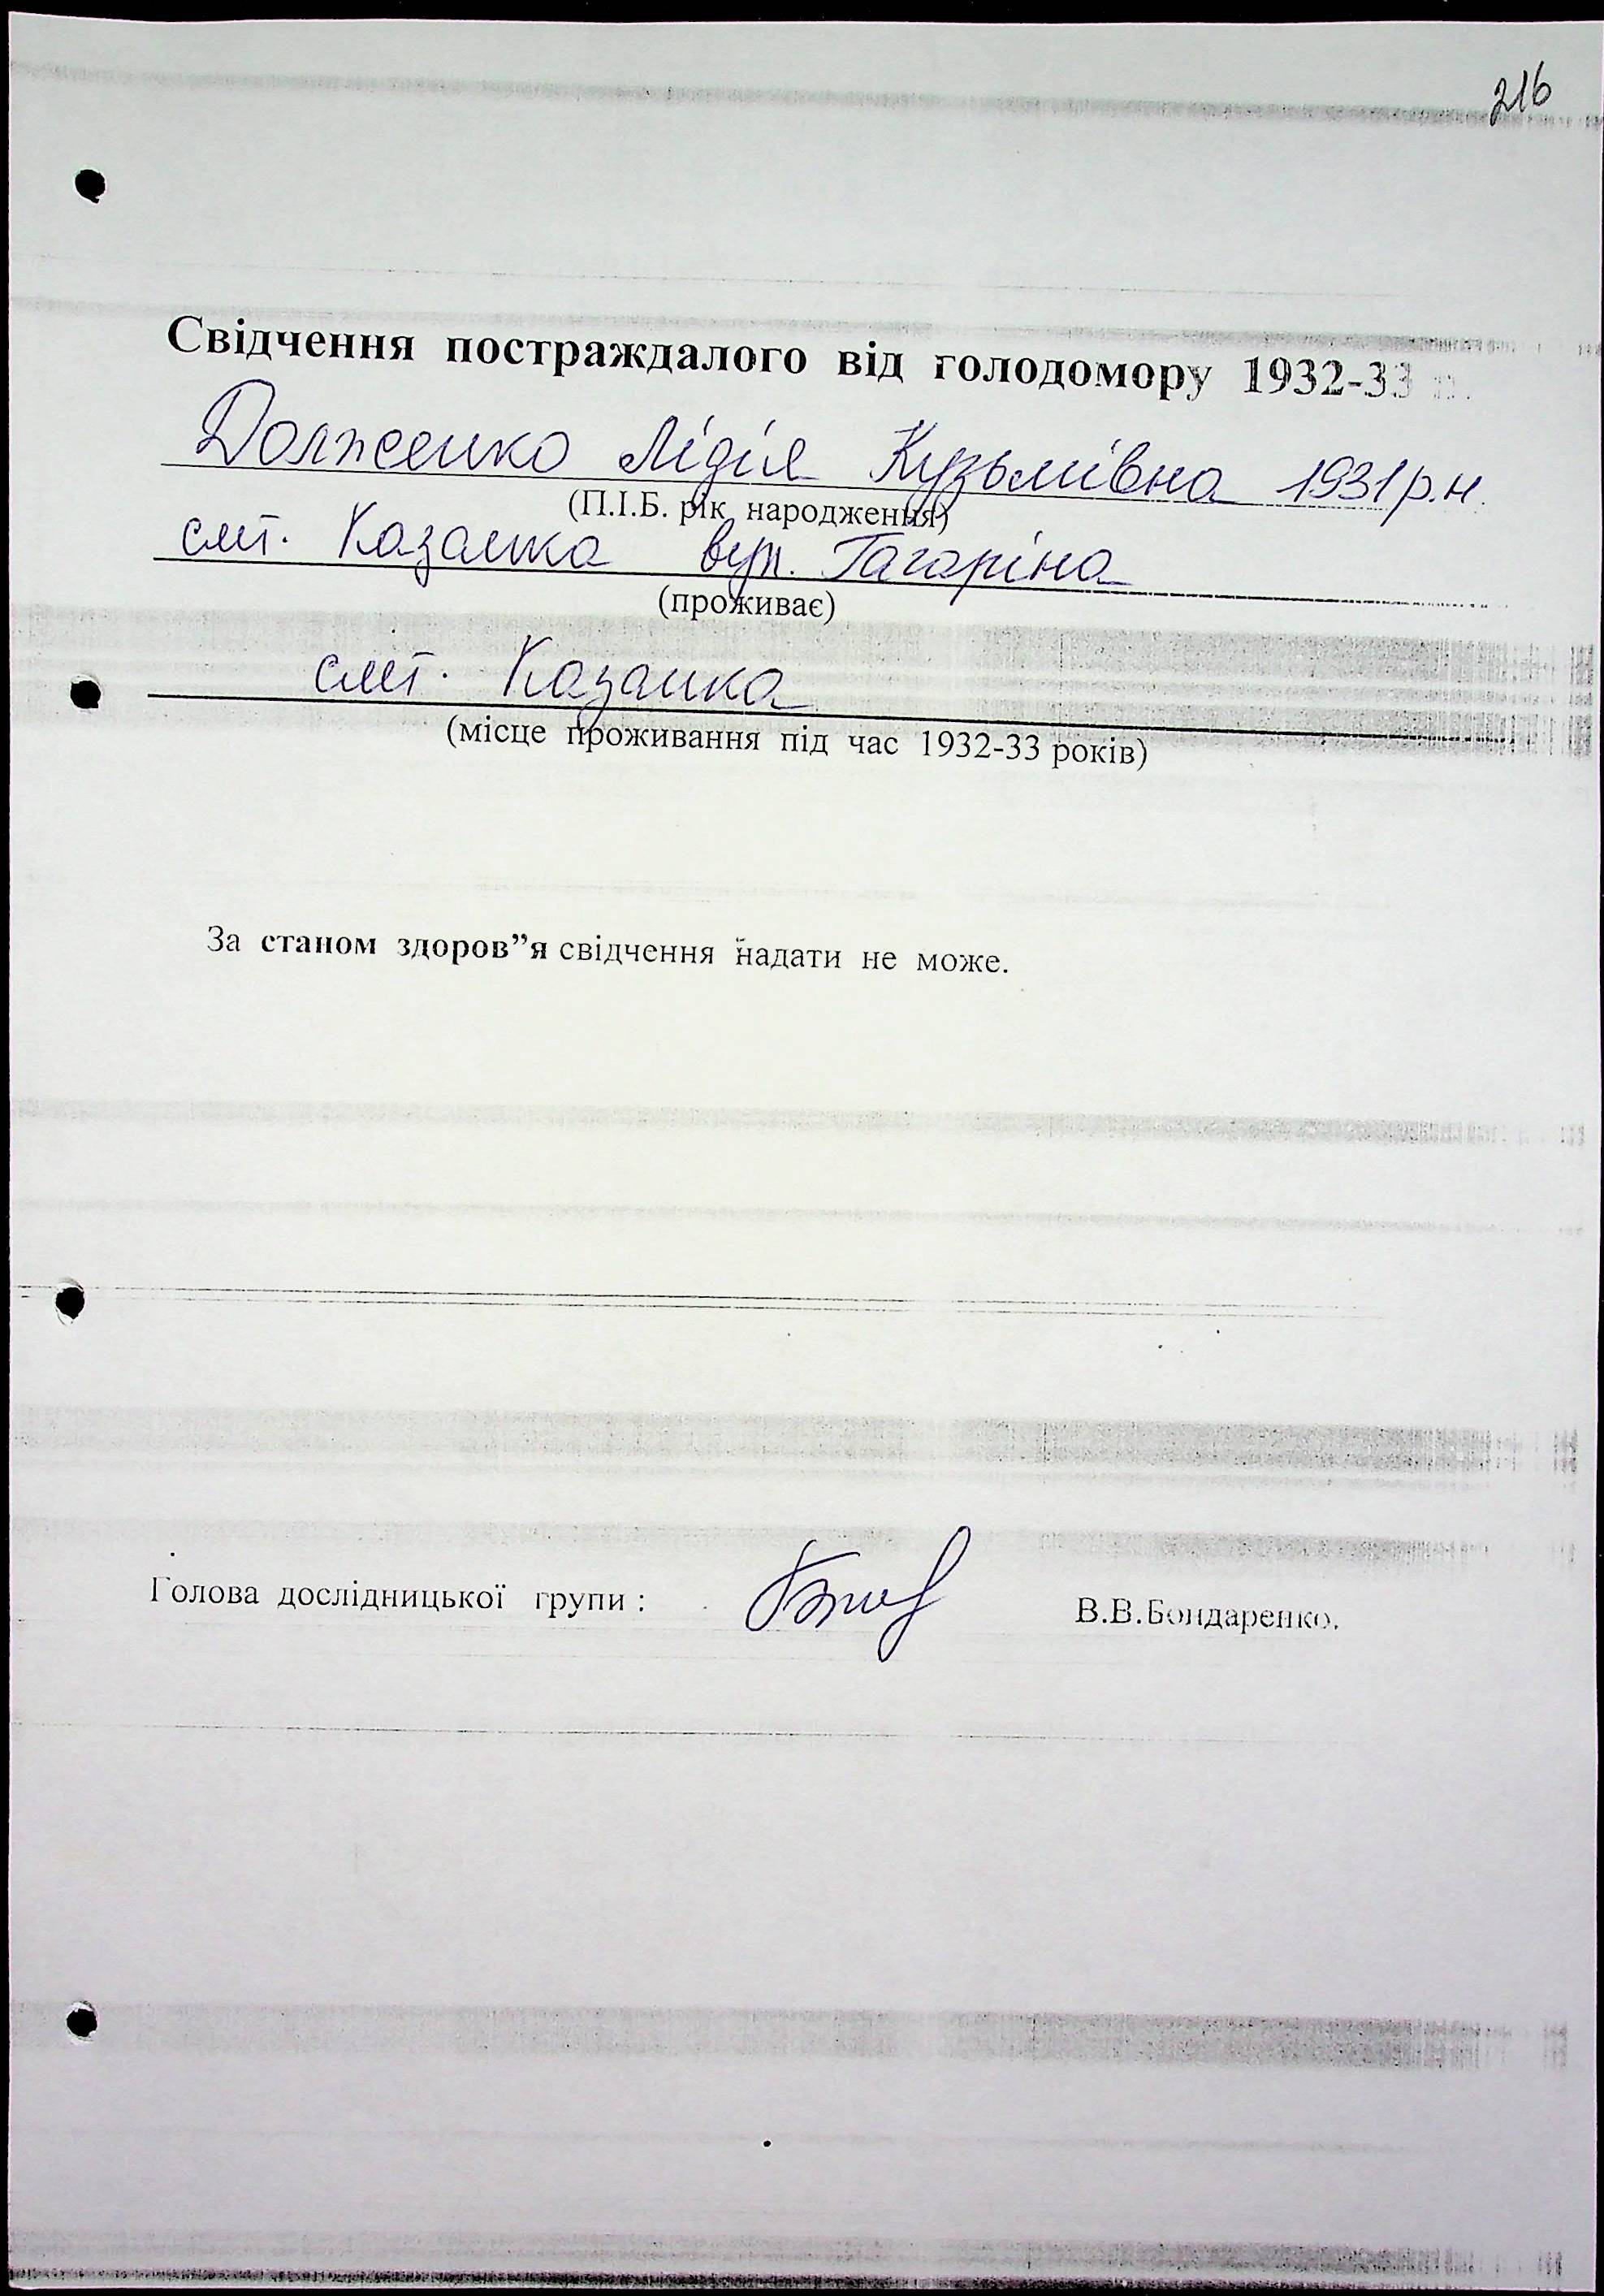 216
Свідчення постраждалого від голодомору 1932-33 р.
Долженко Лідія Кузьмівна 1931 р.н.
(П.І.Б. рік народження)
смт. Казанка вул. Гагаріна
(проживає)
смт. Казанка
(місце проживання під час 1932-33 років)
За станом здоров"я свідчення надати не може.
Голова дослідницької групи : В.В.Бондаренко.